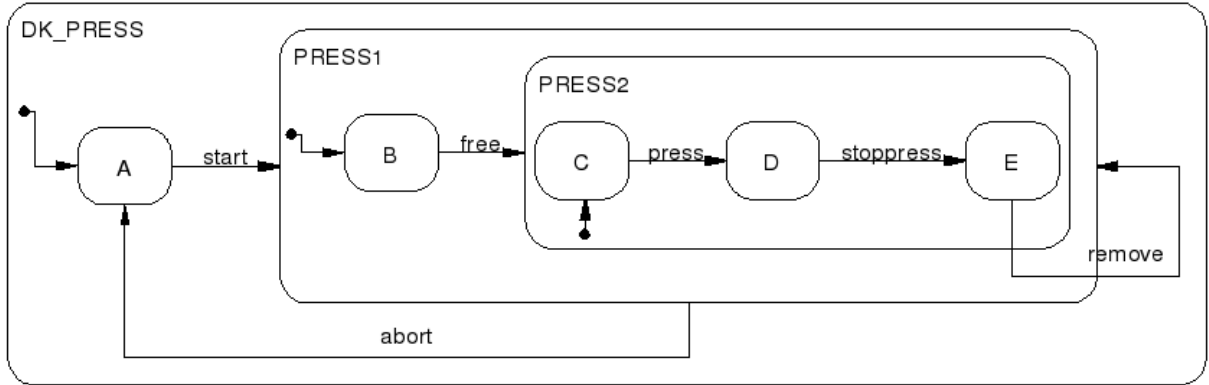 DK_PRESS
PRESS1
PRESS2
A
start
B
free
C
press
D
stoppress
E
remove
abort